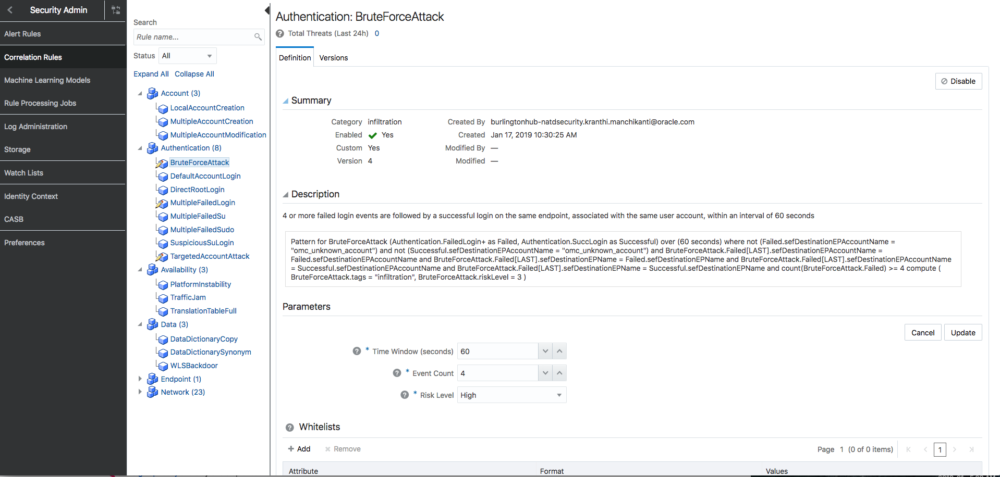 Security Admin
Alert Rules
Correlation Rules
Machine Learning Models
Rule Processing Jobs
Log Administration
Storage
Watch Lists
Identity Context
CASB
Preferences
Search
Rule name...
Status All
Expand All Collapse All
Account (3)
LocalAccountCreation
MultipleAccountCreation
MultipleAccountModification
Authentication (8)
BruteForceAttack
DefaultAccountLogin
DirectRootLogin
MultipleFailedLogin
MultipleFailedSu
MultipleFailedSudo
SuspiciousSuLogin
TargetedAccountAttack
Availability (3)
PlatformInstability
TrafficJam
TranslationTableFull
Data (3)
DataDictionaryCopy
DataDictionarySynonym
WLSBackdoor
Endpoint (1)
Network (23)
Authentication: BruteForceAttack
Total Threats (Last 24h) 0
Definition Versions
Disable
Summary
Category infiltration Created By burlingtonhub-natdsecurity.kranthi.manchikanti@oracle.com
Enabled Yes Created Jan 17, 2019 10:30:25 AM
Custom Yes Modified By —
Version 4 Modified —
Description
4 or more failed login events are followed by a successful login on the same endpoint, associated with the same user account, within an interval of 60 seconds
Pattern for BruteForceAttack (Authentication.FailedLogin+ as Failed, Authentication.SuccLogin as Successful) over (60 seconds) where not (Failed.sefDestinationEPAccountName =
"omc_unknown_account") and not (Successful.sefDestinationEPAccountName = "omc_unknown_account") and BruteForceAttack.Failed[LAST].sefDestinationEPAccountName =
Failed.sefDestinationEPAccountName and BruteForceAttack.Failed[LAST].sefDestinationEPName = Failed.sefDestinationEPName and BruteForceAttack.Failed[LAST].sefDestinationEPAccountName
= Successful.sefDestinationEPAccountName and BruteForceAttack.Failed[LAST].sefDestinationEPName = Successful.sefDestinationEPName and count(BruteForceAttack.Failed) >= 4 compute (
BruteForceAttack.tags = "infiltration", BruteForceAttack.riskLevel = 3 )
Parameters
Cancel Update
* Time Window (seconds) 60
* Event Count 4
* Risk Level High
Whitelists
+ Add Remove
Page 1 (0 of 0 items) 1
Attribute Format Values